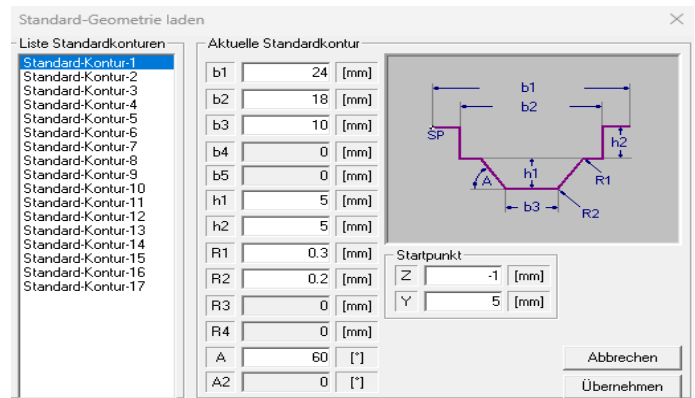 Standard-Geometrie laden
Liste Standardkonturen
Standard-Kontur-1
Standard-Kontur-2
Standard-Kontur-3
Standard-Kontur-4
Standard-Kontur-5
Standard-Kontur-6
Standard-Kontur-7
Standard-Kontur-8
Standard-Kontur-9
Standard-Kontur-10
Standard-Kontur-11
Standard-Kontur-12
Standard-Kontur-13
Standard-Kontur-14
Standard-Kontur-15
Standard-Kontur-16
Standard-Kontur-17
Aktuelle Standardkontur
b1 24 [mm]
b2 18 [mm]
b3 10 [mm]
b4 0 [mm]
b5 0 [mm]
h1 5 [mm]
h2 5 [mm]
R1 0.3 [mm]
R2 0.2 [mm]
R3 0 [mm]
R4 0 [mm]
A 60 [°]
A2 0 [°]
b1
b2
SP
h2
h1
A
R1
b3
R2
Startpunkt
Z -1 [mm]
Y 5 [mm]
Abbrechen
Übernehmen